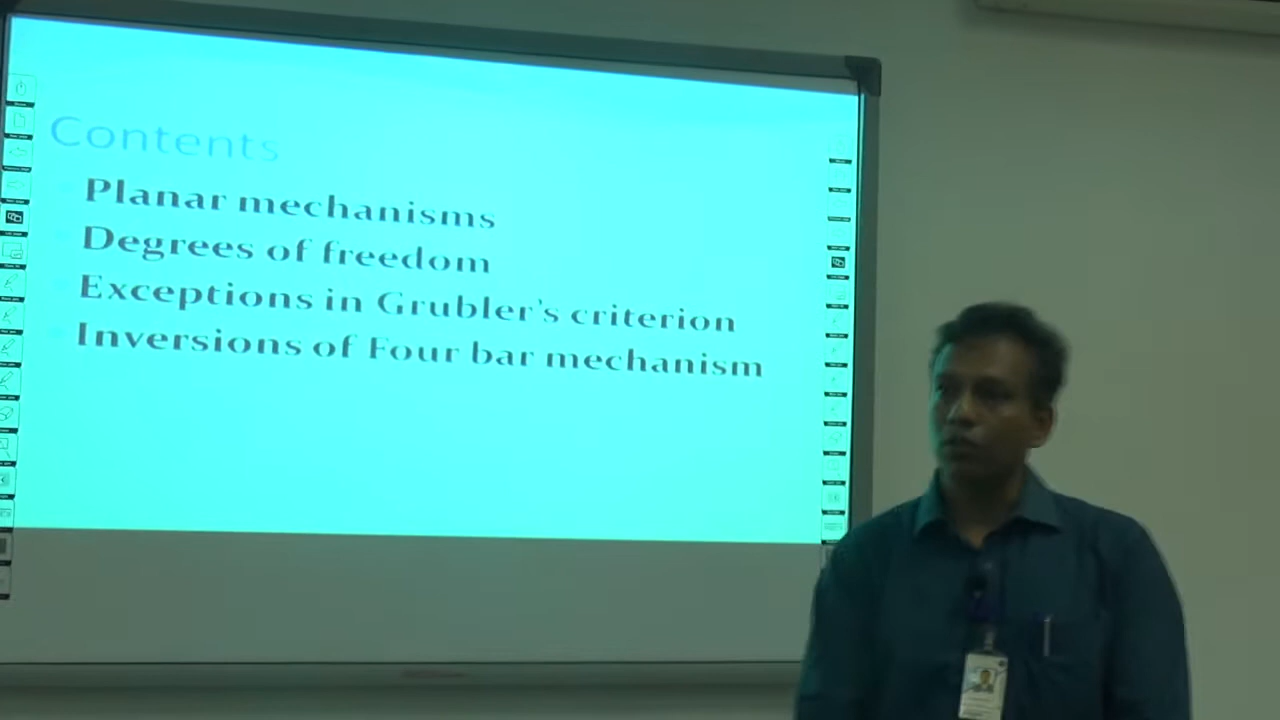 Contents
Planar mechanisms
Degrees of freedom
Exceptions in Grubler's criterion
Inversions of Four bar mechanism